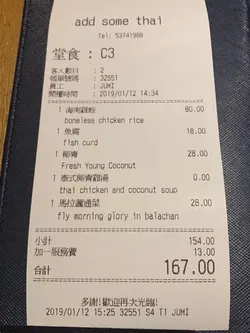 add some thai
Tel: 53741900
堂食 : C3
客人數目 : 2
帳單號碼 : 32551
員工 : JUMI
開檯時間 : 2019/01/12 14:34
1 海南雞粉 80.00
boneless chicken rice
1 魚腐 18.00
fish curd
1 椰青 28.00
Fresh Young Coconut
1 泰式椰青雞湯 0.00
thai chicken and coconut soup
1 馬拉盞通菜 28.00
fly morning glory in balachan
小計 154.00
加一服務費 13.00
合計 167.00
多謝!歡迎再次光臨!
2019/01/12 15:25 32551 S4 T1 JUMI